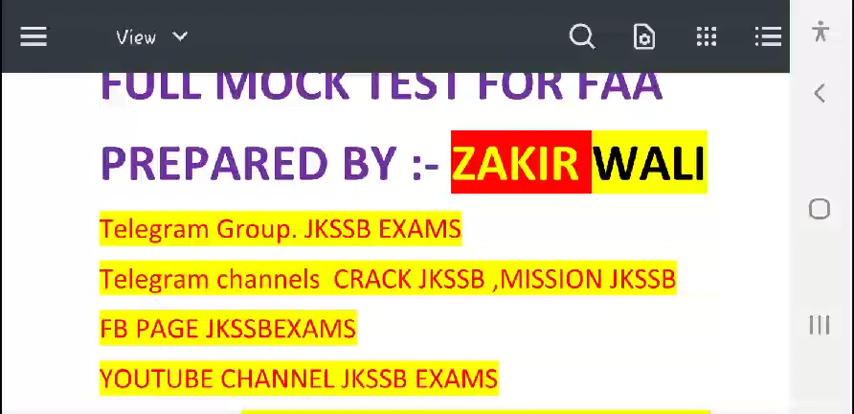 View
FULL MOCK TEST FOR FAA
PREPARED BY :- ZAKIR WALI
Telegram Group. JKSSB EXAMS
Telegram channels CRACK JKSSB ,MISSION JKSSB
FB PAGE JKSSBEXAMS
YOUTUBE CHANNEL JKSSB EXAMS